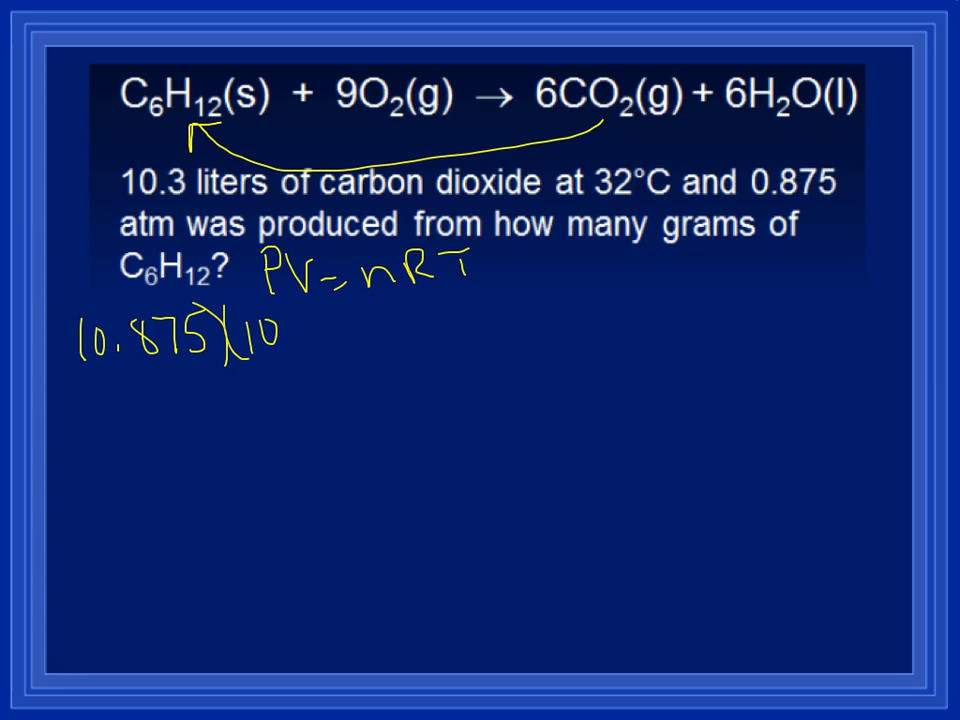 C₆H₁₂(s) + 9O₂(g) → 6CO₂(g) + 6H₂O(l)
10.3 liters of carbon dioxide at 32°C and 0.875
atm was produced from how many grams of
C₆H₁₂? PV=nRT
(0.875)(10